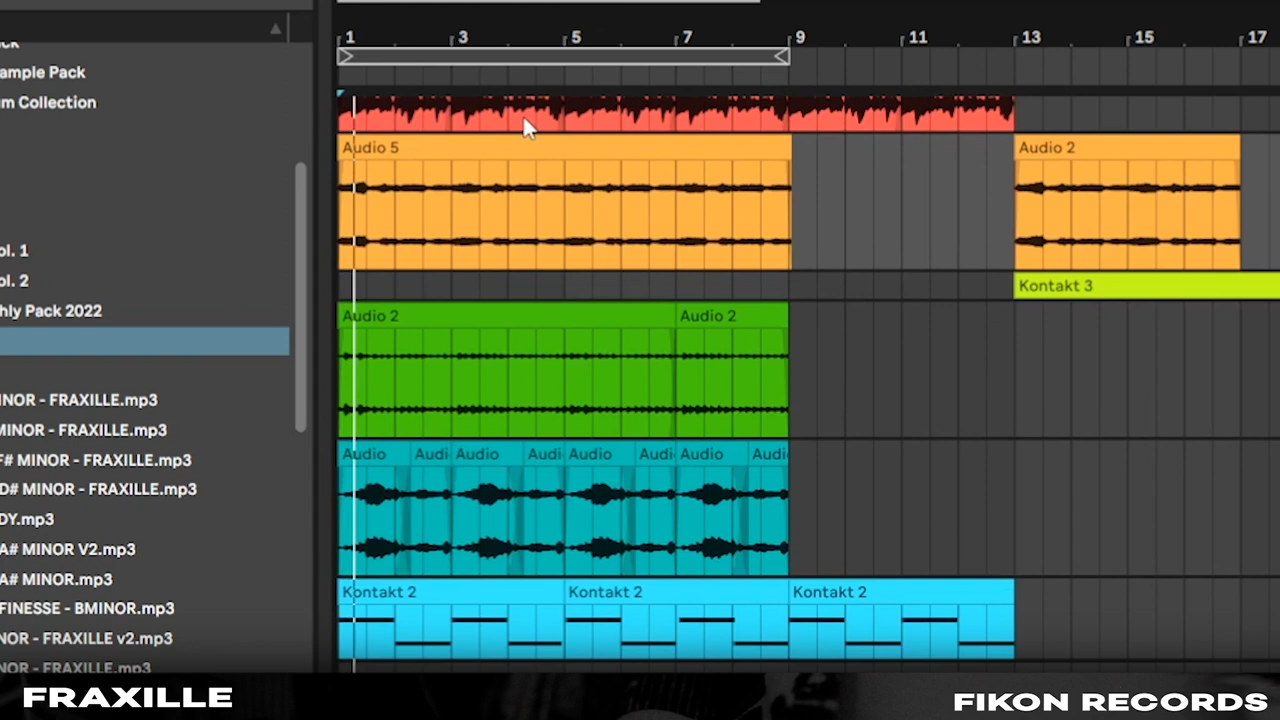 1 3 5 7 9 11 13 15 17
ample Pack
m Collection
Audio 5 Audio 2
ol. 1
ol. 2
Kontakt 3
hly Pack 2022
Audio 2 Audio 2
INOR - FRAXILLE.mp3
MINOR - FRAXILLE.mp3
F# MINOR - FRAXILLE.mp3
D# MINOR - FRAXILLE.mp3
DY.mp3
A# MINOR V2.mp3
A# MINOR.mp3
FINESSE - BMINOR.mp3
NOR - FRAXILLE v2.mp3
NOR - FRAXILLE.mp3
Audio Audi Audio Audi Audio Audi Audio Audi
Kontakt 2 Kontakt 2 Kontakt 2
FRAXILLE
FIKON RECORDS